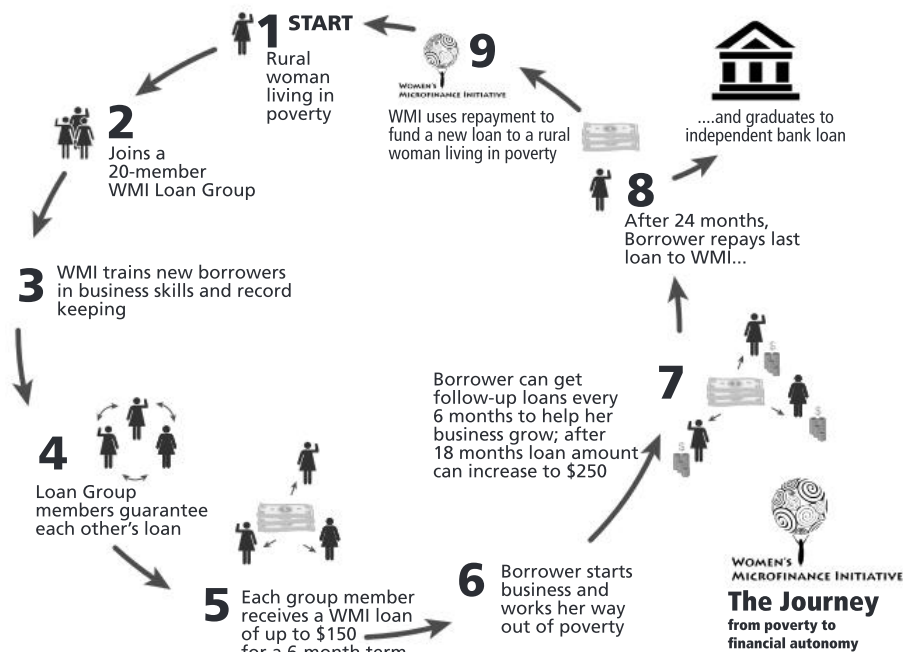 1 START
Rural
woman
living in
poverty
2
Joins a
20-member
WMI Loan Group
3
WMI trains new borrowers
in business skills and record
keeping
4
Loan Group
members guarantee
each other's loan
5
Each group member
receives a WMI loan
of up to $150
for a 6 month term
6
Borrower starts
business and
works her way
out of poverty
7
Borrower can get
follow-up loans every
6 months to help her
business grow; after
18 months loan amount
can increase to $250
$
$
$
8
After 24 months,
Borrower repays last
loan to WMI...
....and graduates to
independent bank loan
9
WOMEN'S
MICROFINANCE INITIATIVE
WMI uses repayment to
fund a new loan to a rural
woman living in poverty
WOMEN'S
MICROFINANCE INITIATIVE
The Journey
from poverty to
financial autonomy